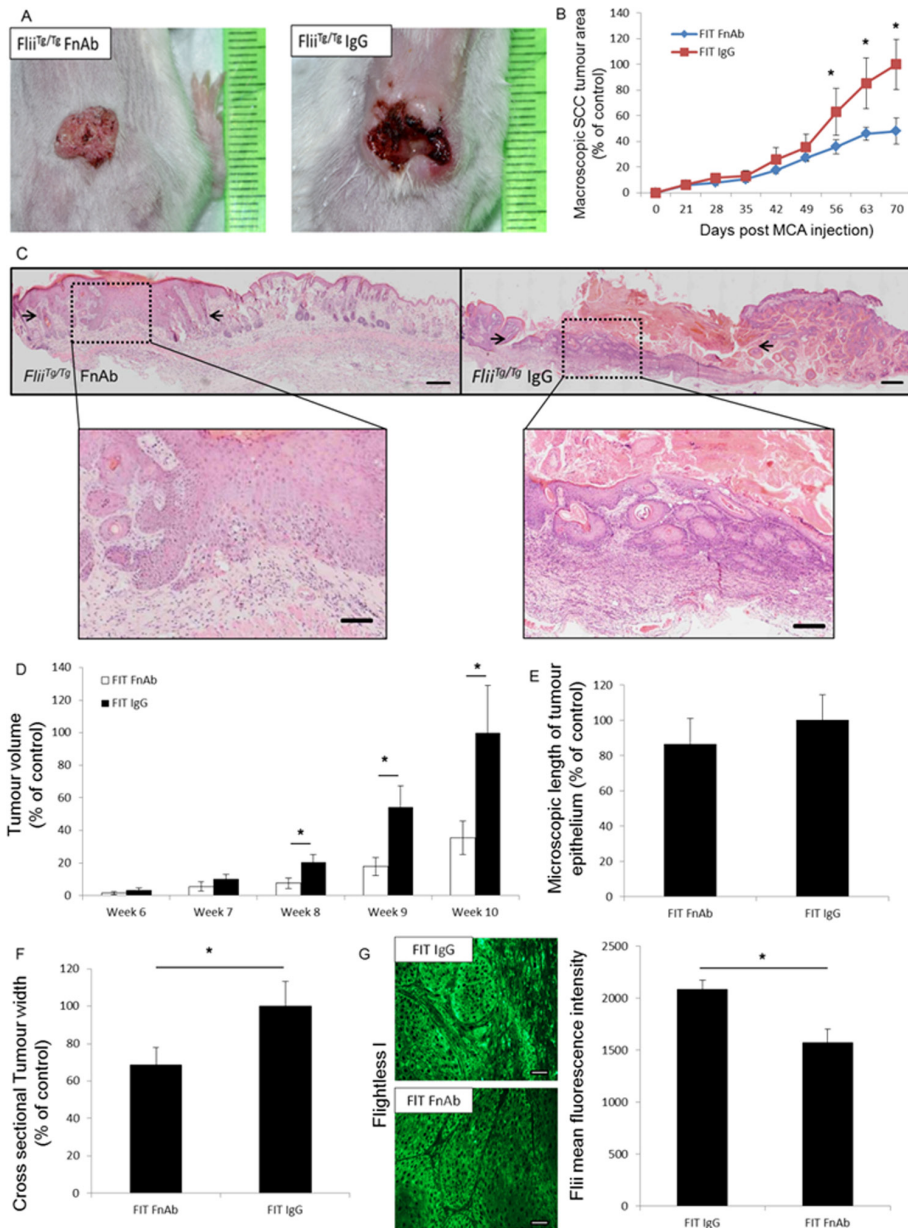 A
Flii^Tg/Tg FnAb
Flii^Tg/Tg IgG
B
Macroscopic SCC tumour area
(% of control)
140
120
100
80
60
40
20
0
FIT FnAb
FIT IgG
*
*
*
0 21 28 35 42 49 56 63 70
Days post MCA injection)
C
Flii^Tg/Tg FnAb
Flii^Tg/Tg IgG
D
Tumour volume
(% of control)
140
120
100
80
60
40
20
0
FIT FnAb
FIT IgG
*
*
*
Week 6 Week 7 Week 8 Week 9 Week 10
E
Microscopic length of tumour
epithelium (% of control)
120
100
80
60
40
20
0
FIT FnAb FIT IgG
F
Cross sectional Tumour width
(% of control)
120
100
80
60
40
20
0
*
FIT FnAb FIT IgG
G
Flightless I
FIT IgG
FIT FnAb
Flii mean fluorescence intensity
2500
2000
1500
1000
500
0
*
FIT IgG FIT FnAb